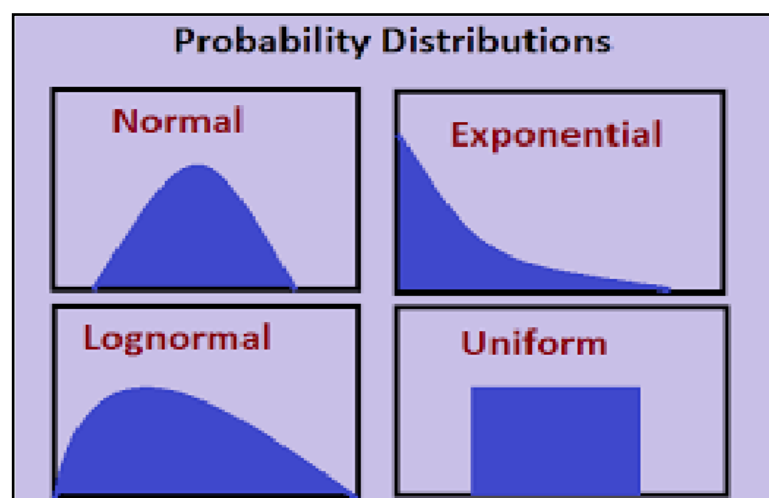 Probability Distributions
Normal
Exponential
Lognormal
Uniform